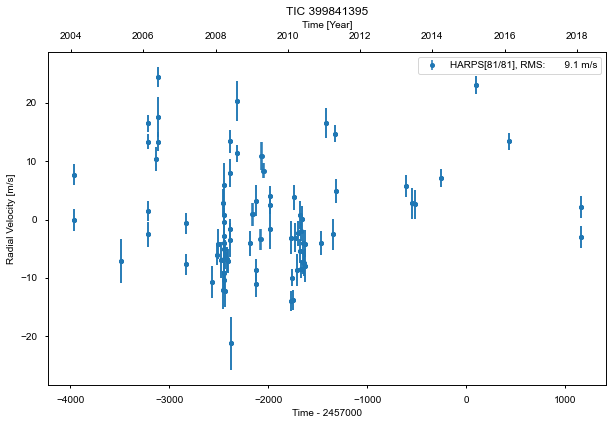 TIC 399841395
Time [Year]
2004 2006 2008 2010 2012 2014 2016 2018
HARPS[81/81], RMS: 9.1 m/s
Radial Velocity [m/s]
20
10
0
−10
−20
−4000 −3000 −2000 −1000 0 1000
Time - 2457000